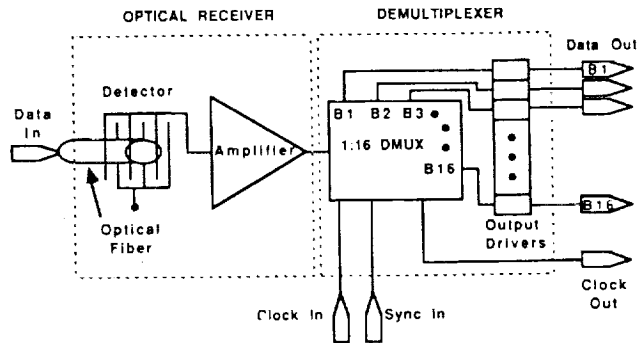 OPTICAL RECEIVER
DEMULTIPLEXER
Data Out
Detector
Data
In
Amplifier
B1 B2 B3
1:16 DMUX
B16
B1
B16
Optical
Fiber
Output
Drivers
Clock
Out
Clock In
Sync In